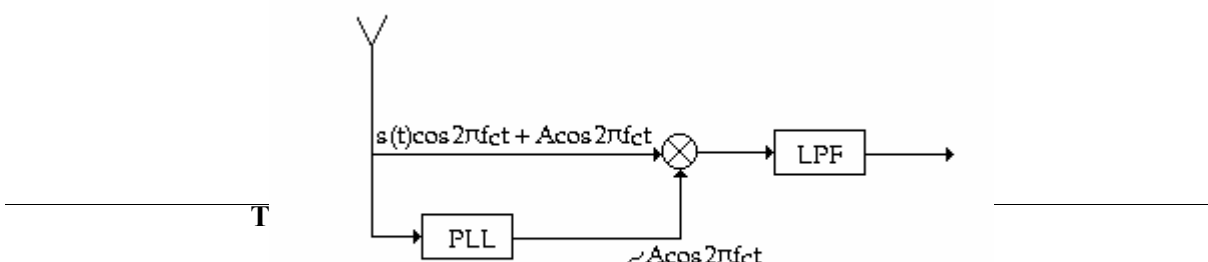 s(t)cos2πfct + Acos2πfct
LPF
T
PLL
~Acos2πfct